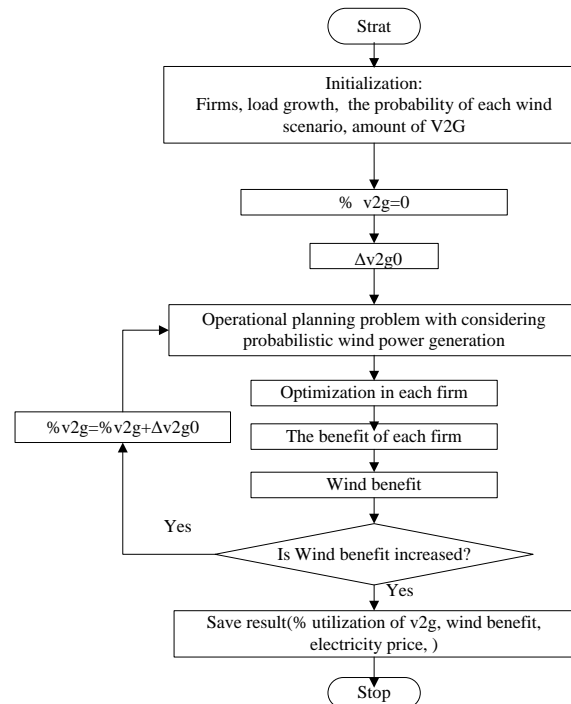 Strat
Initialization:
Firms, load growth, the probability of each wind
scenario, amount of V2G
% v2g=0
Δv2g0
Operational planning problem with considering
probabilistic wind power generation
Optimization in each firm
%v2g=%v2g+Δv2g0
The benefit of each firm
Wind benefit
Yes
Is Wind benefit increased?
Yes
Save result(% utilization of v2g, wind benefit,
electricity price, )
Stop